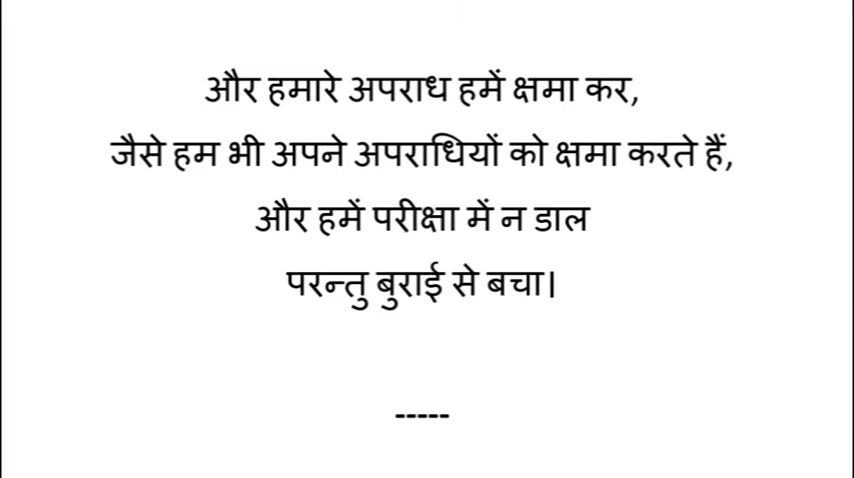 और हमारे अपराध हमें क्षमा कर,
जैसे हम भी अपने अपराधियों को क्षमा करते हैं,
और हमें परीक्षा में न डाल
परन्तु बुराई से बचा।
-----